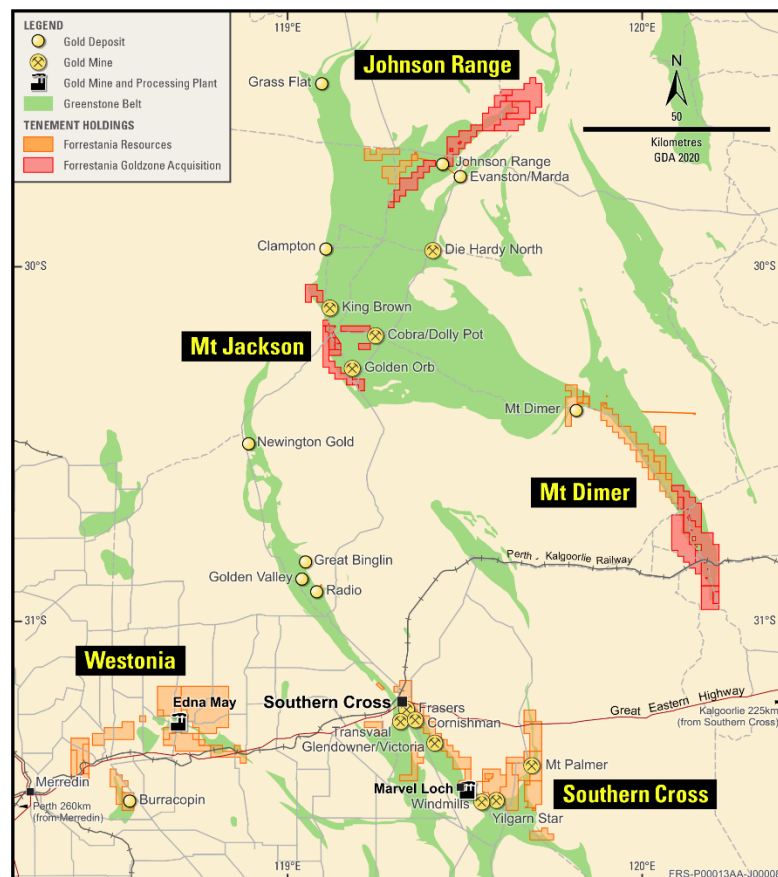 119°E
120°E
LEGEND
Gold Deposit
Gold Mine
Gold Mine and Processing Plant
Greenstone Belt
TENEMENT HOLDINGS
Forrestania Resources
Forrestania Goldzone Acquisition
Johnson Range
N
50
Kilometres
GDA 2020
Grass Flat
Johnson Range
Evanston/Marda
Clampton
Die Hardy North
30°S
30°S
King Brown
Mt Jackson
Cobra/Dolly Pot
Golden Orb
Mt Dimer
Newington Gold
Mt Dimer
Great Binglin
Perth - Kalgoorlie Railway
Golden Valley
Radio
31°S
31°S
Westonia
Edna May
Southern Cross
Frasers
Great Eastern Highway
Kalgoorlie 225km
(from Southern Cross)
Transvaal
Cornishman
Glendower/Victoria
Mt Palmer
Merredin
Marvel Loch
Southern Cross
Perth 260km
(from Merredin)
Burracopin
Windmills
Yilgarn Star
119°E
120°E
FRS-P00013AA-J00008